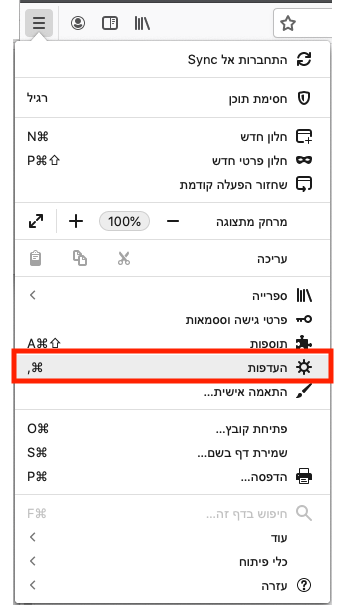 התחברות אל Sync
חסימת תוכן רגיל
חלון חדש N⌘
חלון פרטי חדש P⌘⇧
שחזור הפעלה קודמת
מרחק מתצוגה 100%
עריכה
ספרייה
פרטי גישה וססמאות
תוספות A⌘⇧
העדפות ,⌘
התאמה אישית...
פתיחת קובץ... O⌘
שמירת דף בשם... S⌘
הדפסה... P⌘
חיפוש בדף זה... F⌘
עוד
כלי פיתוח
עזרה